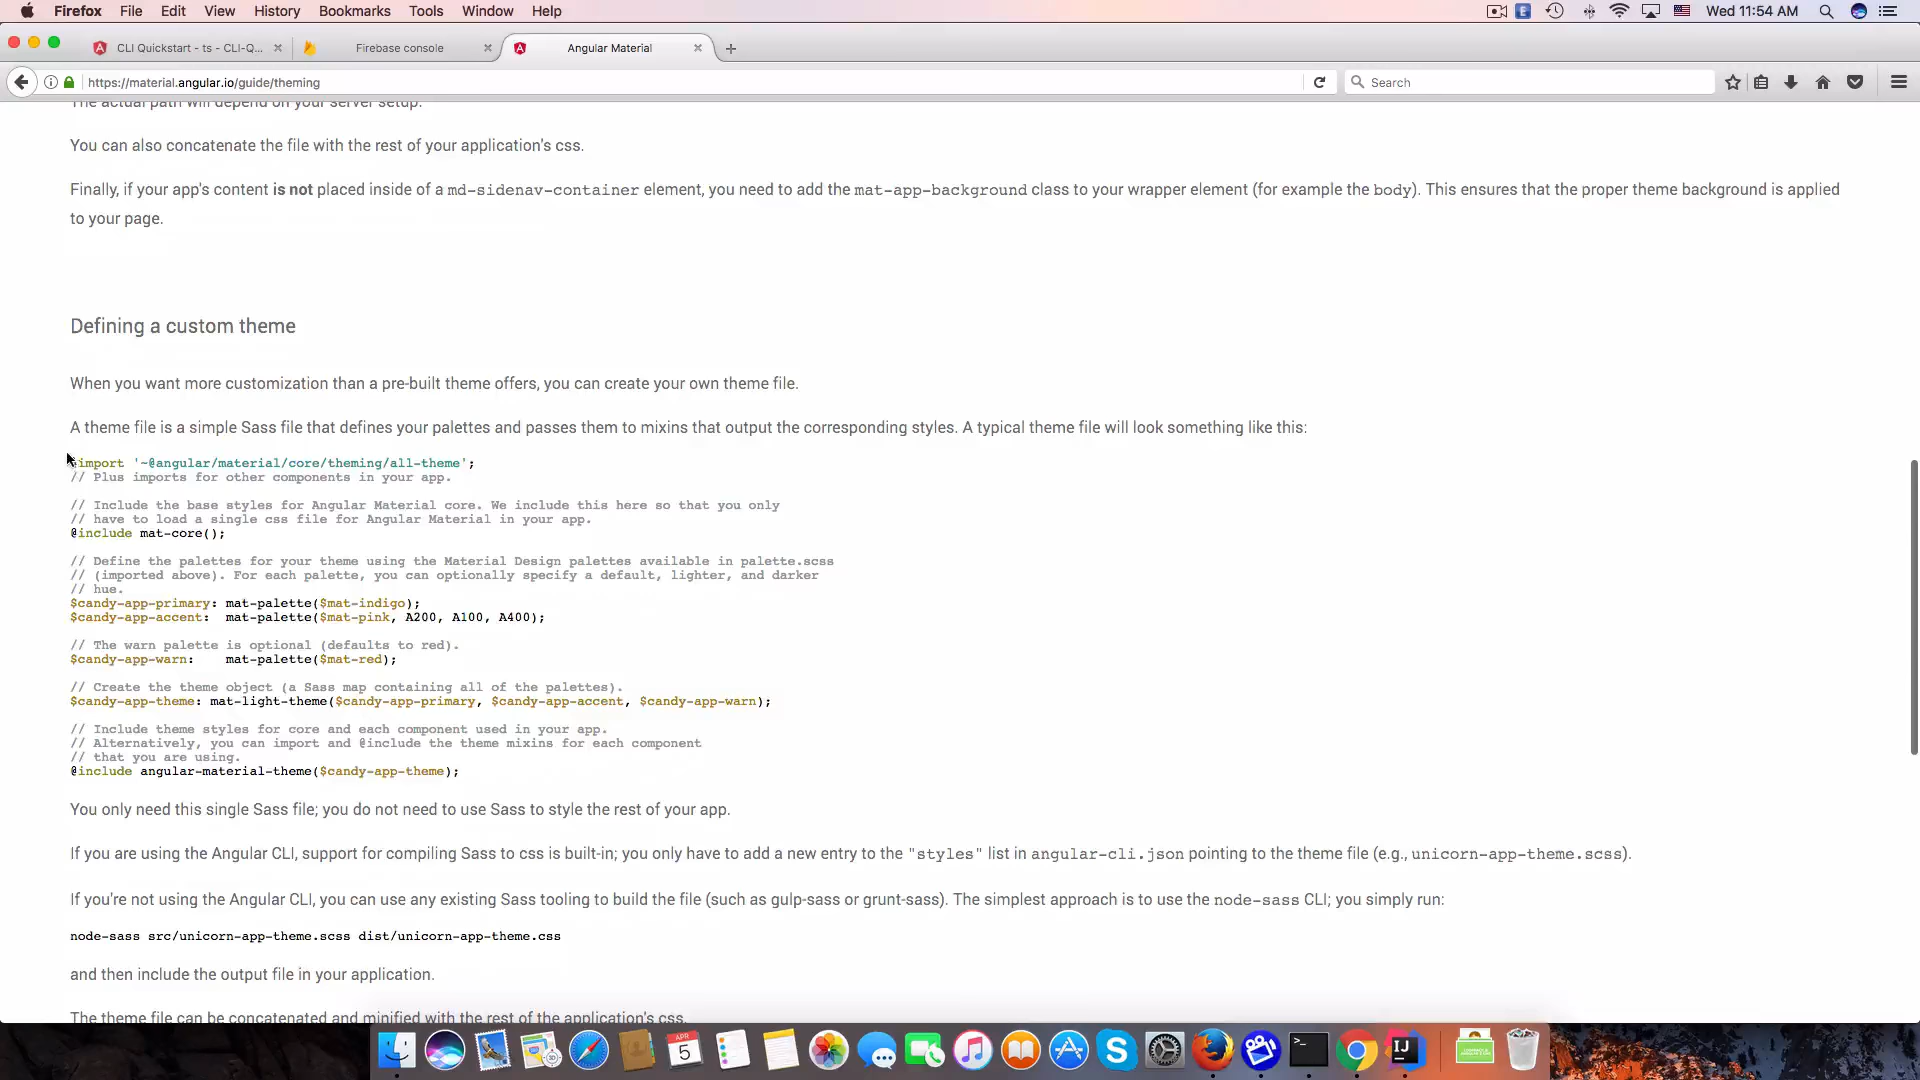 Firefox File Edit View History Bookmarks Tools Window Help Wed 11:54 AM
CLI Quickstart - ts - CLI-Q... Firebase console Angular Material
https://material.angular.io/guide/theming Search
The actual path will depend on your server setup.
You can also concatenate the file with the rest of your application's css.
Finally, if your app's content is not placed inside of a md-sidenav-container element, you need to add the mat-app-background class to your wrapper element (for example the body). This ensures that the proper theme background is applied
to your page.
Defining a custom theme
When you want more customization than a pre-built theme offers, you can create your own theme file.
A theme file is a simple Sass file that defines your palettes and passes them to mixins that output the corresponding styles. A typical theme file will look something like this:
@import '~@angular/material/core/theming/all-theme';
// Plus imports for other components in your app.
// Include the base styles for Angular Material core. We include this here so that you only
// have to load a single css file for Angular Material in your app.
@include mat-core();
// Define the palettes for your theme using the Material Design palettes available in palette.scss
// (imported above). For each palette, you can optionally specify a default, lighter, and darker
// hue.
$candy-app-primary: mat-palette($mat-indigo);
$candy-app-accent:  mat-palette($mat-pink, A200, A100, A400);
// The warn palette is optional (defaults to red).
$candy-app-warn:    mat-palette($mat-red);
// Create the theme object (a Sass map containing all of the palettes).
$candy-app-theme: mat-light-theme($candy-app-primary, $candy-app-accent, $candy-app-warn);
// Include theme styles for core and each component used in your app.
// Alternatively, you can import and @include the theme mixins for each component
// that you are using.
@include angular-material-theme($candy-app-theme);
You only need this single Sass file; you do not need to use Sass to style the rest of your app.
If you are using the Angular CLI, support for compiling Sass to css is built-in; you only have to add a new entry to the "styles" list in angular-cli.json pointing to the theme file (e.g., unicorn-app-theme.scss).
If you're not using the Angular CLI, you can use any existing Sass tooling to build the file (such as gulp-sass or grunt-sass). The simplest approach is to use the node-sass CLI; you simply run:
node-sass src/unicorn-app-theme.scss dist/unicorn-app-theme.css
and then include the output file in your application.
The theme file can be concatenated and minified with the rest of the application's css.
APR
5